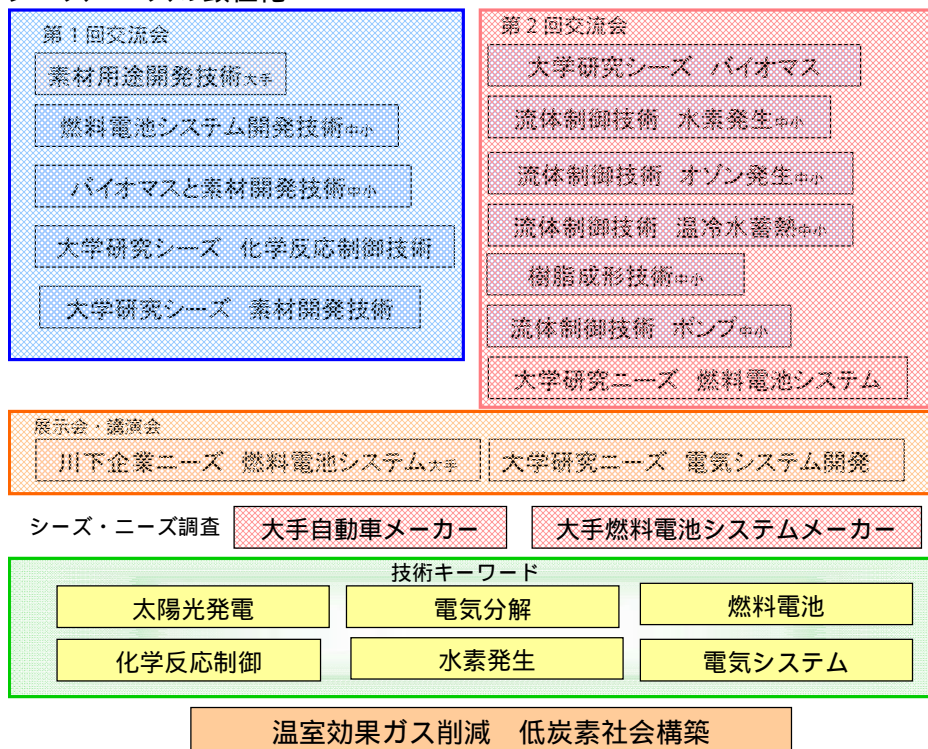 第１回交流会
素材用途開発技術大手
燃料電池システム開発技術中小
バイオマスと素材開発技術中小
大学研究シーズ 化学反応制御技術
大学研究シーズ 素材開発技術
第２回交流会
大学研究シーズ バイオマス
流体制御技術 水素発生中小
流体制御技術 オゾン発生中小
流体制御技術 温冷水蓄熱中小
樹脂成形技術中小
流体制御技術 ポンプ中小
大学研究ニーズ 燃料電池システム
展示会・講演会
川下企業ニーズ 燃料電池システム大手
大学研究ニーズ 電気システム開発
シーズ・ニーズ調査
大手自動車メーカー
大手燃料電池システムメーカー
技術キーワード
太陽光発電
電気分解
燃料電池
化学反応制御
水素発生
電気システム
温室効果ガス削減 低炭素社会構築